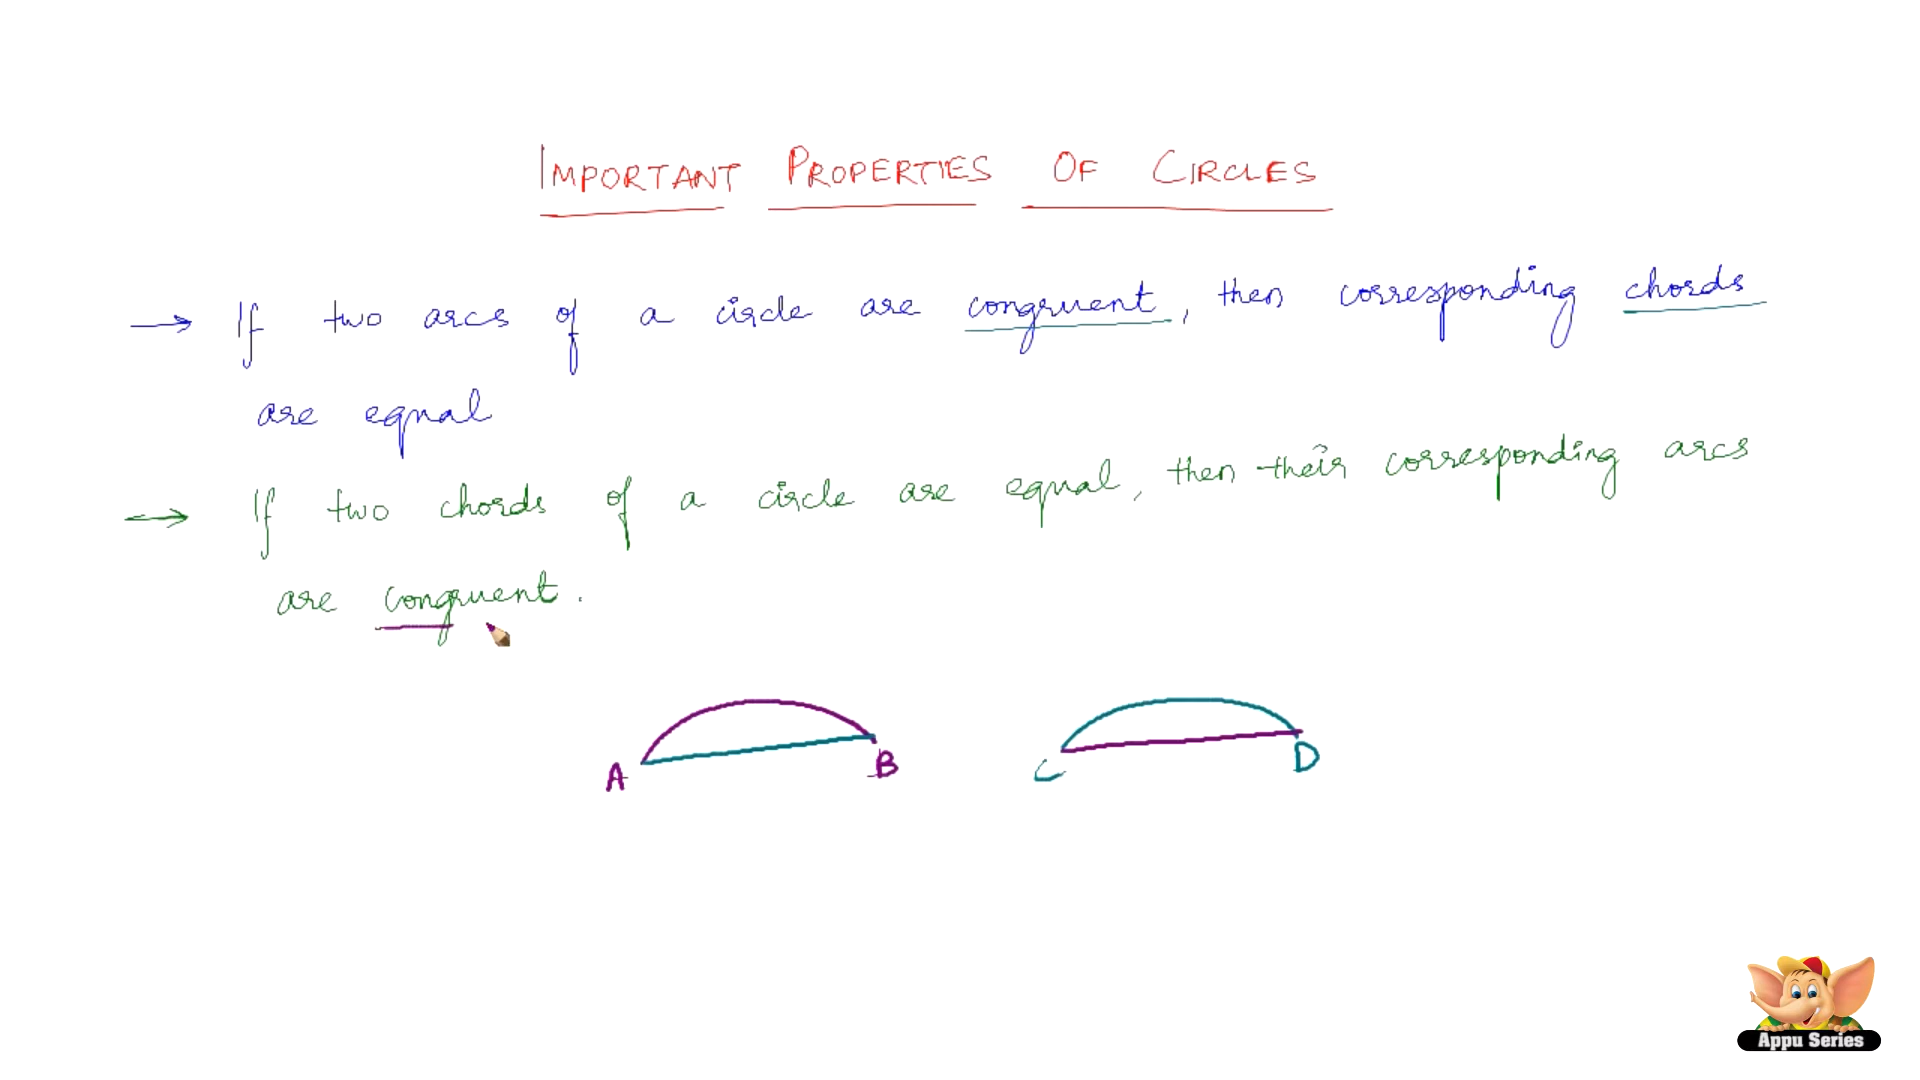 IMPORTANT PROPERTIES OF CIRCLES
→ If two arcs of a circle are congruent, then corresponding chords
are equal
→ If two chords of a circle are equal, then their corresponding arcs
are congruent.
A B C D
Appu Series